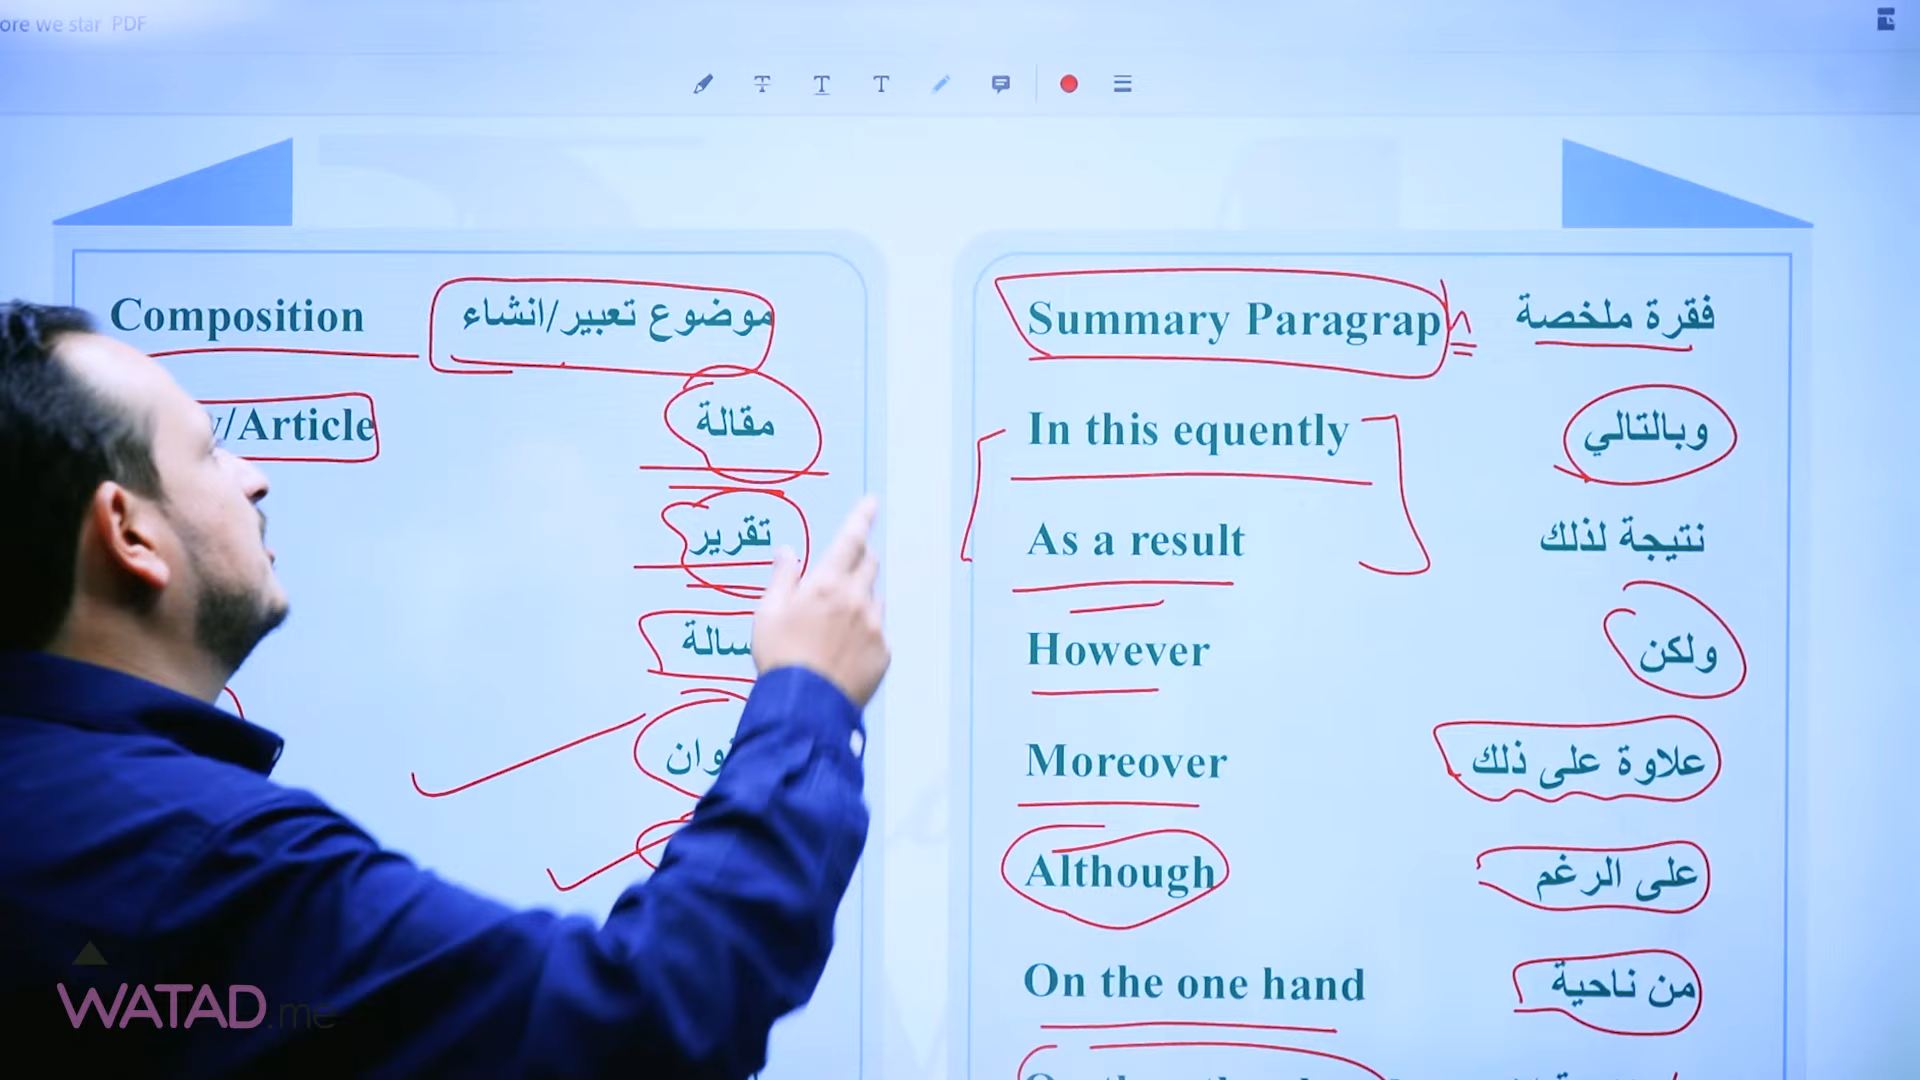 ore we star PDF
Composition موضوع تعبير/انشاء
/Article مقالة
تقرير
وان
Summary Paragraph فقرة ملخصة
In this equently وبالتالي
As a result نتيجة لذلك
However ولكن
Moreover علاوة على ذلك
Although على الرغم
On the one hand من ناحية
WATAD.me